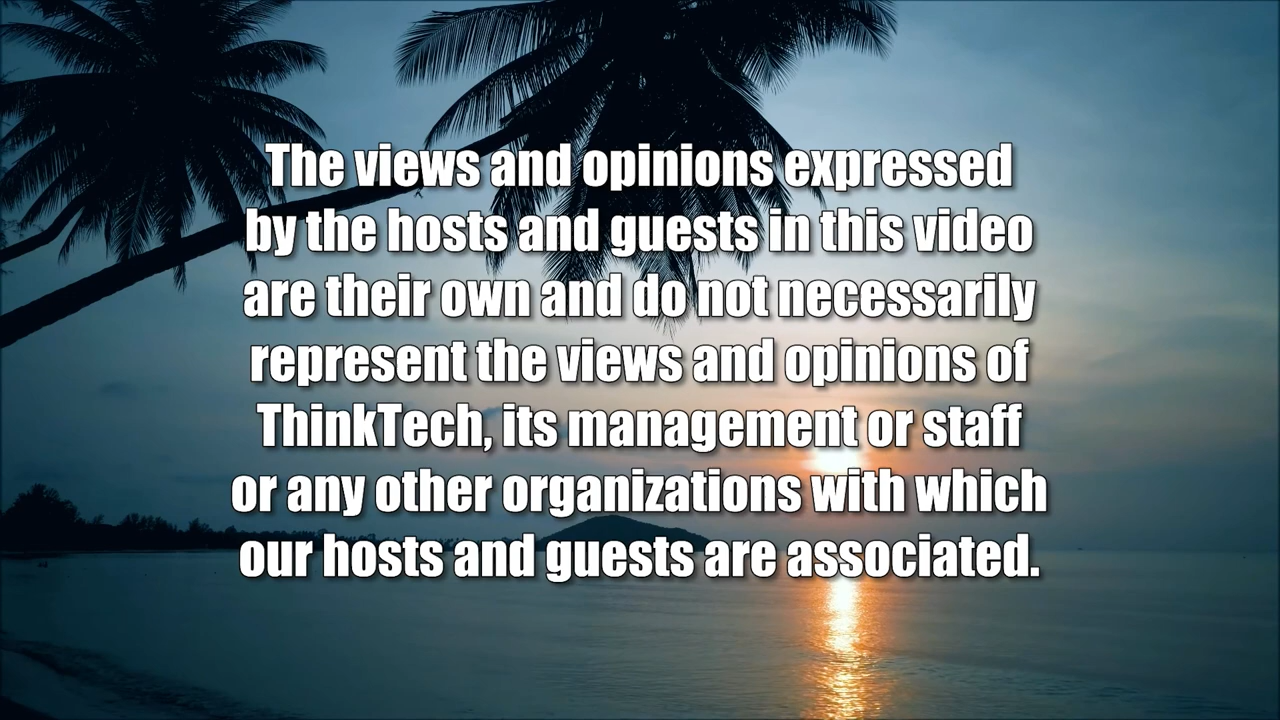 The views and opinions expressed
by the hosts and guests in this video
are their own and do not necessarily
represent the views and opinions of
ThinkTech, its management or staff
or any other organizations with which
our hosts and guests are associated.